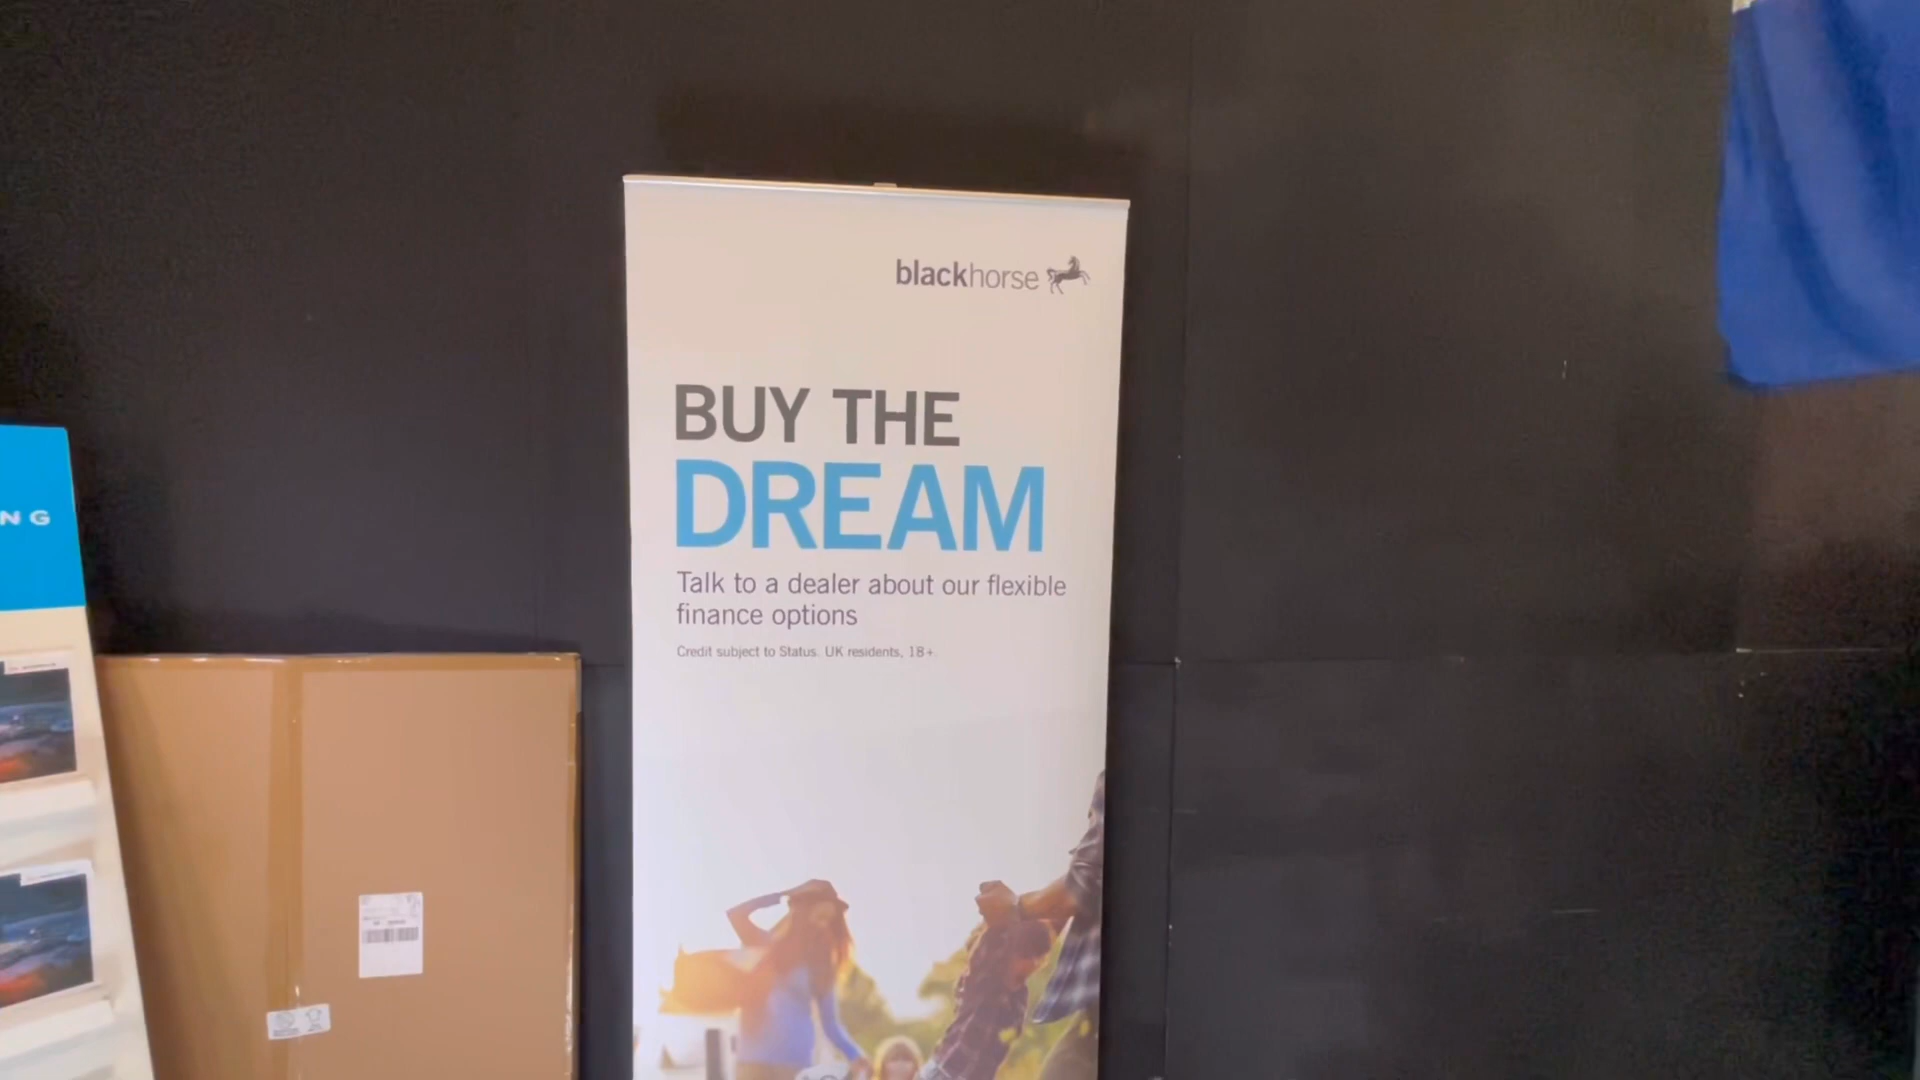 blackhorse
BUY THE
DREAM
Talk to a dealer about our flexible
finance options
Credit subject to Status. UK residents, 18+
NG